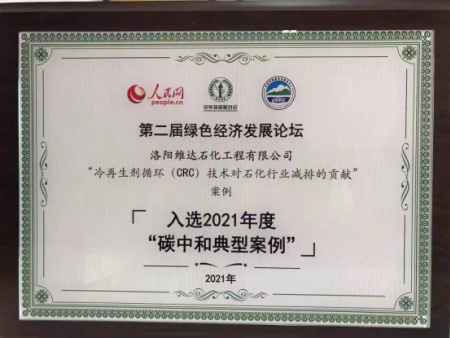 人民网
people.cn
第二届绿色经济发展论坛
洛阳维达石化工程有限公司
“冷再生剂循环（CRC）技术对石化行业减排的贡献”
案例
「入选2021年度
“碳中和典型案例”」
2021年